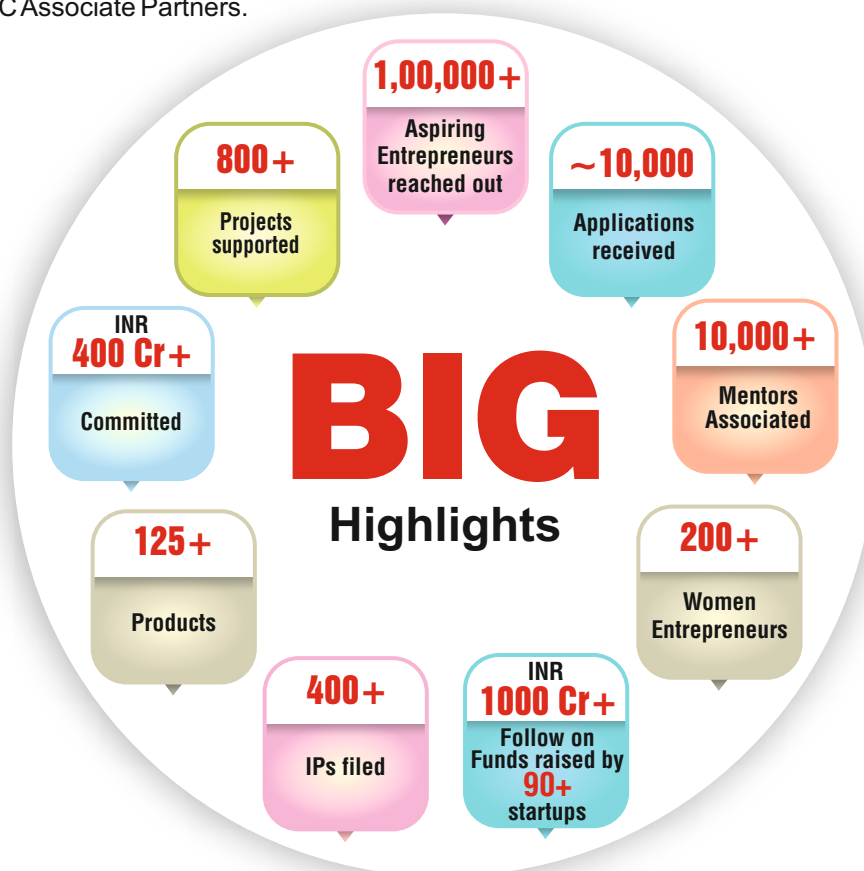 C Associate Partners.
1,00,000+
Aspiring
Entrepreneurs
reached out
~10,000
Applications
received
10,000+
Mentors
Associated
200+
Women
Entrepreneurs
INR
1000 Cr+
Follow on
Funds raised by
90+
startups
400+
IPs filed
125+
Products
INR
400 Cr+
Committed
800+
Projects
supported
BIG
Highlights